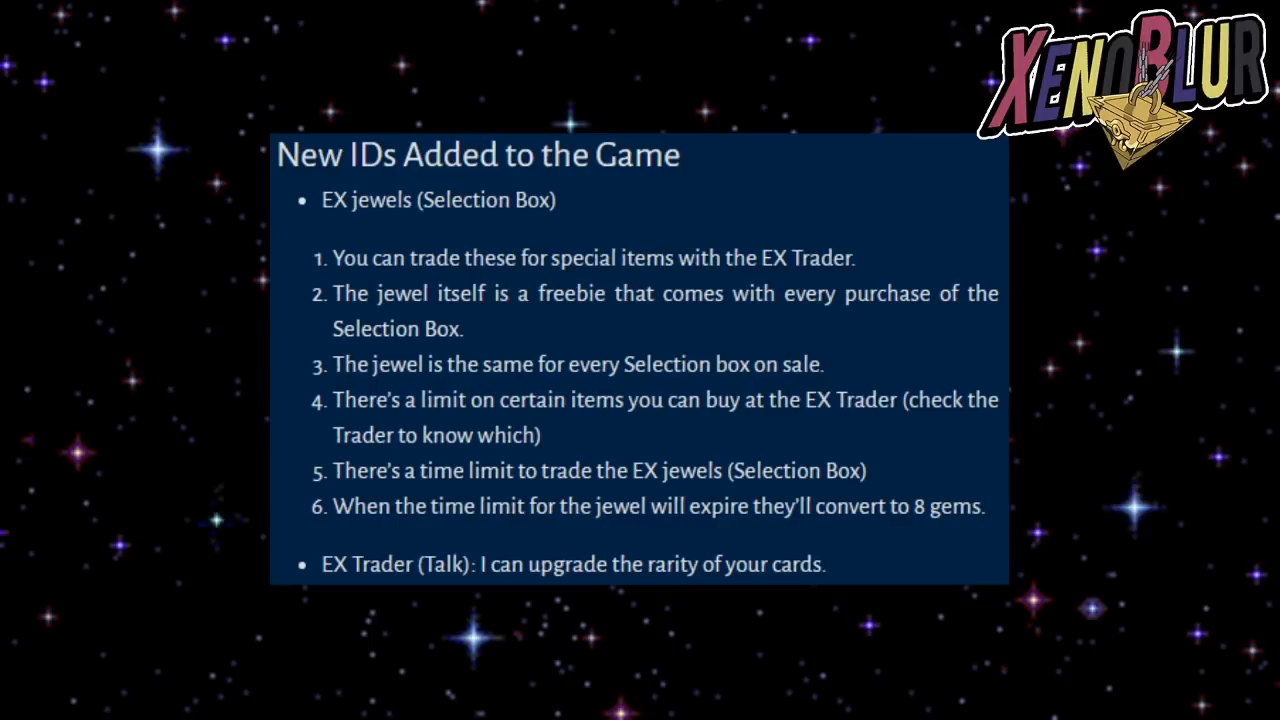 XENOBLUR
New IDs Added to the Game
• EX jewels (Selection Box)
1. You can trade these for special items with the EX Trader.
2. The jewel itself is a freebie that comes with every purchase of the
Selection Box.
3. The jewel is the same for every Selection box on sale.
4. There’s a limit on certain items you can buy at the EX Trader (check the
Trader to know which)
5. There’s a time limit to trade the EX jewels (Selection Box)
6. When the time limit for the jewel will expire they’ll convert to 8 gems.
• EX Trader (Talk): I can upgrade the rarity of your cards.